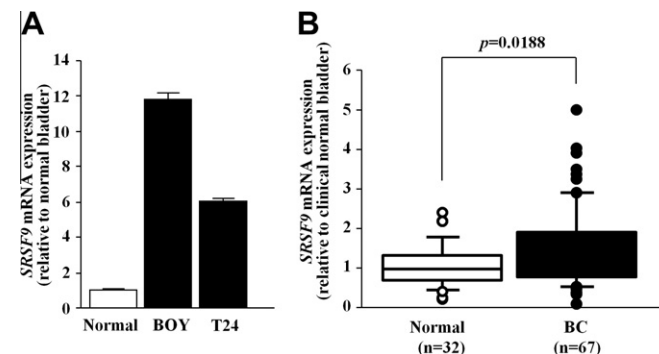 A
SRSF9 mRNA expression
(relative to normal bladder)
14
12
10
8
6
4
2
0
Normal BOY T24
B
p=0.0188
SRSF9 mRNA expression
(relative to clinical normal bladder)
6
5
4
3
2
1
0
Normal BC
(n=32) (n=67)